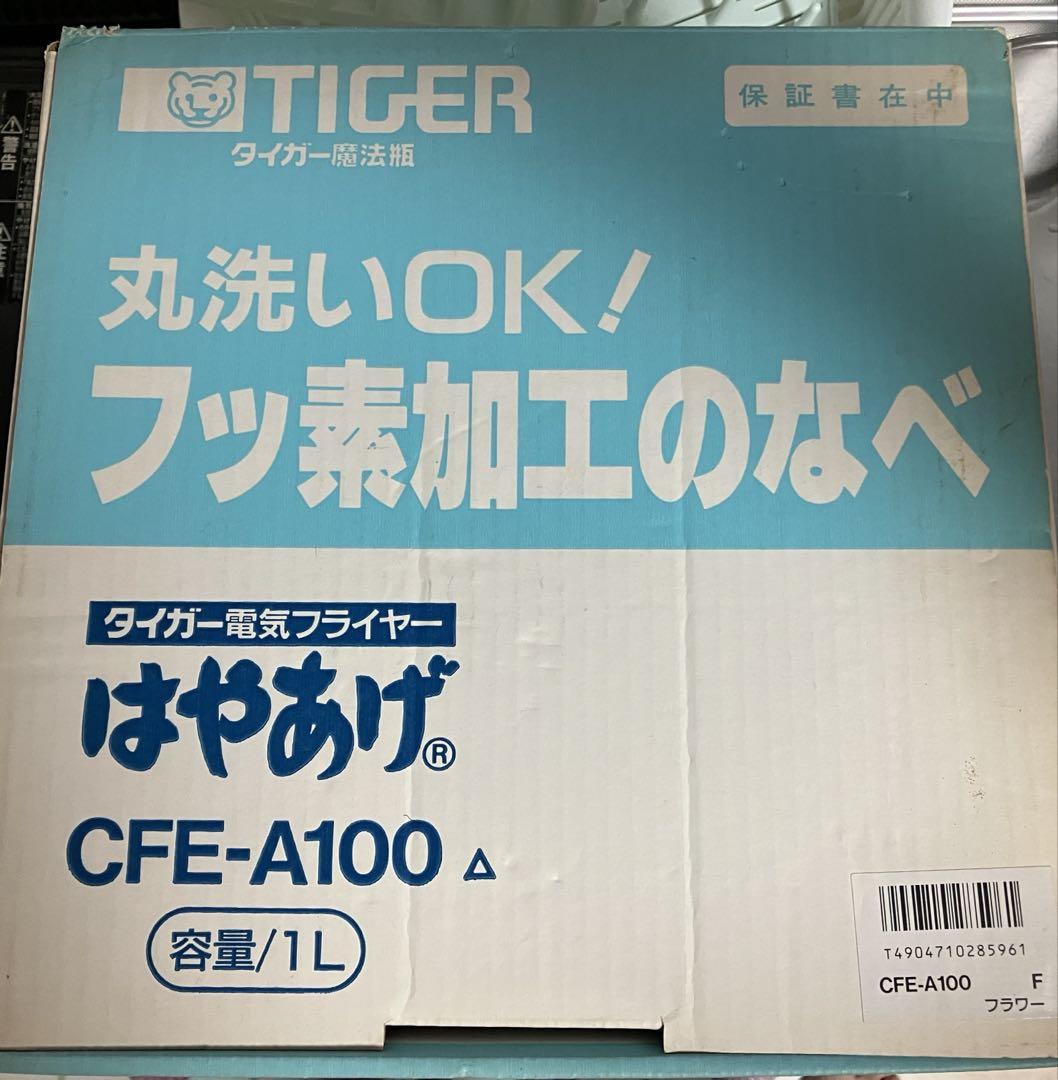 TIGER
タイガー魔法瓶
保証書在中
警告
丸洗いOK!
フッ素加工のなべ
タイガー電気フライヤー
はやあげ®
CFE-A100 △
容量/1L
T4904710285961
CFE-A100 F
フラワー